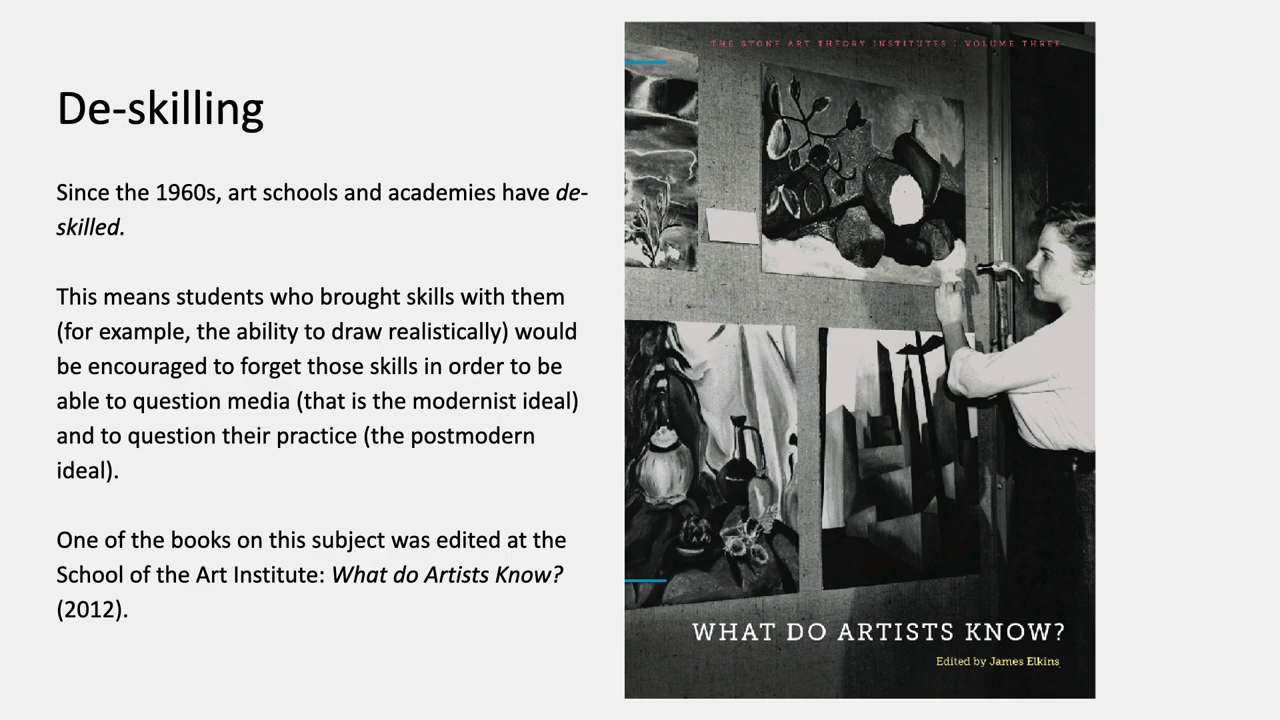 De-skilling
Since the 1960s, art schools and academies have de-
skilled.
This means students who brought skills with them
(for example, the ability to draw realistically) would
be encouraged to forget those skills in order to be
able to question media (that is the modernist ideal)
and to question their practice (the postmodern
ideal).
One of the books on this subject was edited at the
School of the Art Institute: What do Artists Know?
(2012).
THE STONE ART THEORY INSTITUTES : VOLUME THREE
WHAT DO ARTISTS KNOW?
Edited by James Elkins